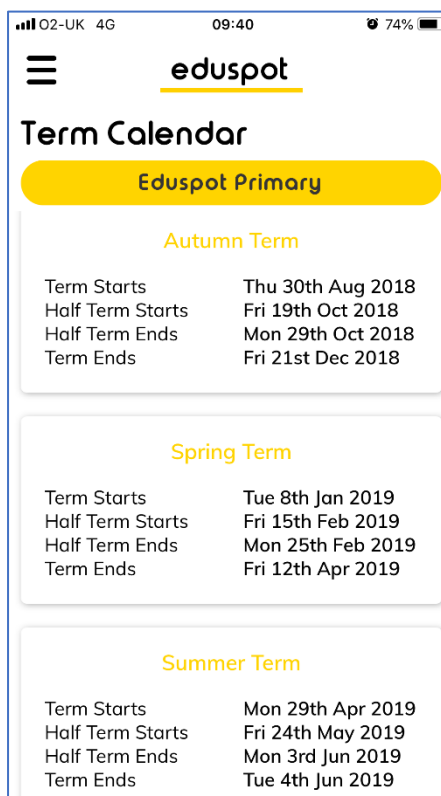 O2-UK 4G 09:40 74%
eduspot
Term Calendar
Eduspot Primary
Autumn Term
Term Starts Thu 30th Aug 2018
Half Term Starts Fri 19th Oct 2018
Half Term Ends Mon 29th Oct 2018
Term Ends Fri 21st Dec 2018
Spring Term
Term Starts Tue 8th Jan 2019
Half Term Starts Fri 15th Feb 2019
Half Term Ends Mon 25th Feb 2019
Term Ends Fri 12th Apr 2019
Summer Term
Term Starts Mon 29th Apr 2019
Half Term Starts Fri 24th May 2019
Half Term Ends Mon 3rd Jun 2019
Term Ends Tue 4th Jun 2019